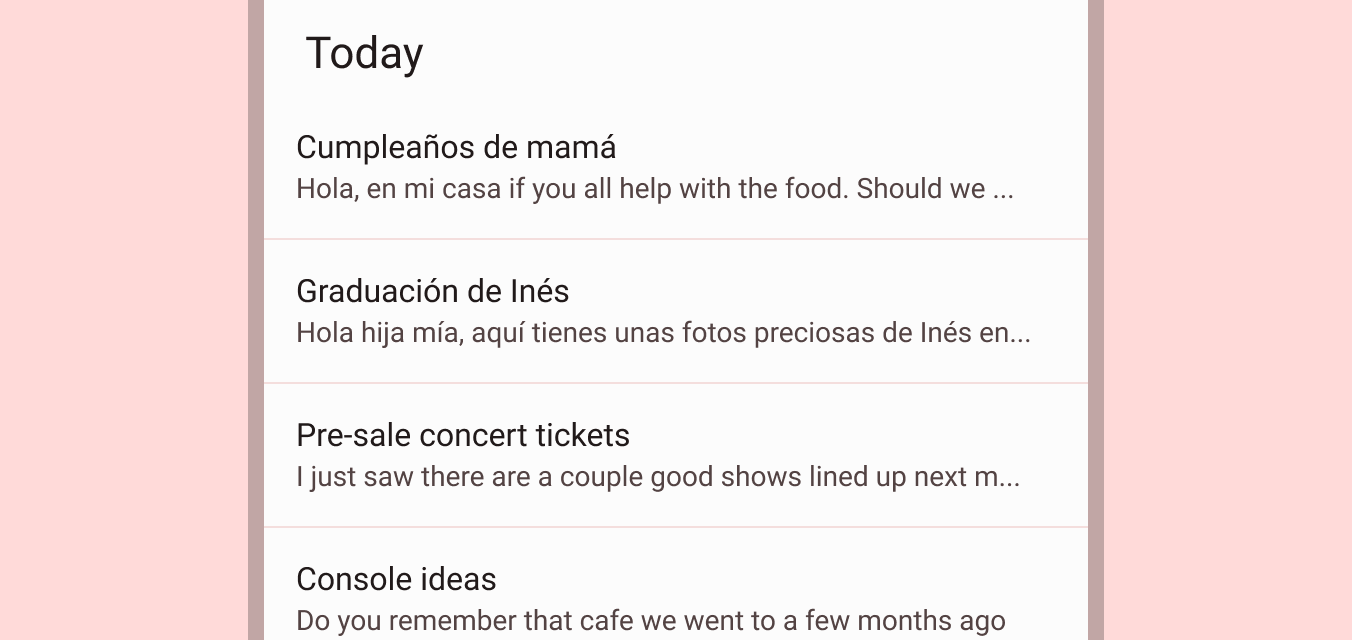 Today
Cumpleaños de mamá
Hola, en mi casa if you all help with the food. Should we ...
Graduación de Inés
Hola hija mía, aquí tienes unas fotos preciosas de Inés en...
Pre-sale concert tickets
I just saw there are a couple good shows lined up next m...
Console ideas
Do you remember that cafe we went to a few months ago